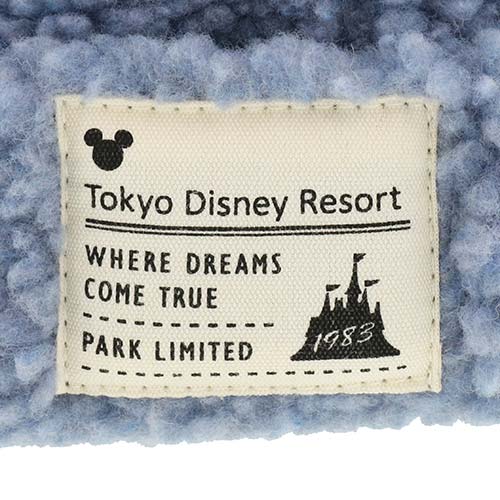 Tokyo Disney Resort
WHERE DREAMS
COME TRUE
PARK LIMITED
1983